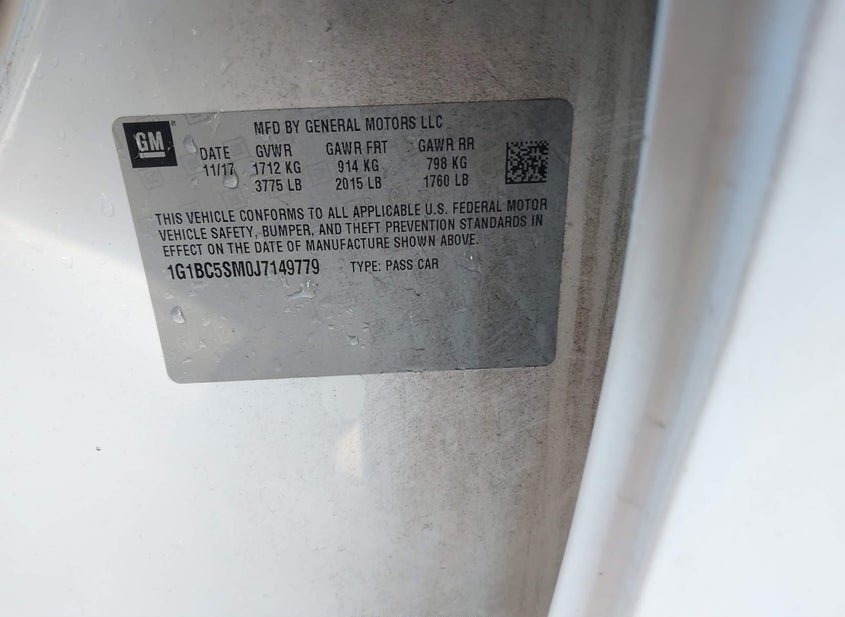 GM
MFD BY GENERAL MOTORS LLC
DATE GVWR GAWR FRT GAWR RR
11/17 1712 KG 914 KG 798 KG
3775 LB 2015 LB 1760 LB
THIS VEHICLE CONFORMS TO ALL APPLICABLE U.S. FEDERAL MOTOR
VEHICLE SAFETY, BUMPER, AND THEFT PREVENTION STANDARDS IN
EFFECT ON THE DATE OF MANUFACTURE SHOWN ABOVE.
1G1BC5SM0J7149779 TYPE: PASS CAR